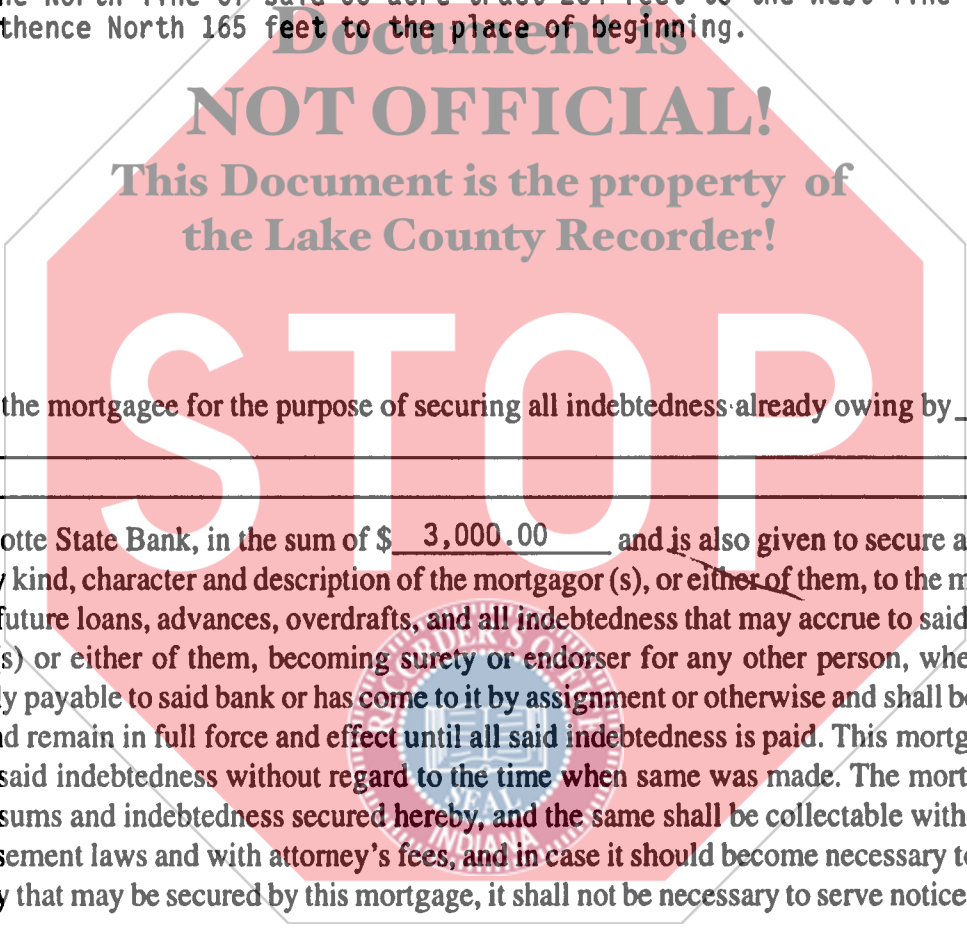 thence North 165 feet to the place of beginning.
Document is
NOT OFFICIAL!
This Document is the property of
the Lake County Recorder!
STOP
the mortgagee for the purpose of securing all indebtedness already owing by
otte State Bank, in the sum of $ 3,000.00 and is also given to secure a
kind, character and description of the mortgagor (s), or either of them, to the m
future loans, advances, overdrafts, and all indebtedness that may accrue to said
s) or either of them, becoming surety or endorser for any other person, whe
ly payable to said bank or has come to it by assignment or otherwise and shall be
d remain in full force and effect until all said indebtedness is paid. This mortg
said indebtedness without regard to the time when same was made. The mort
sums and indebtedness secured hereby, and the same shall be collectable with
sement laws and with attorney's fees, and in case it should become necessary to
y that may be secured by this mortgage, it shall not be necessary to serve notice
RECORDER'S OFFICE
SEAL
INDIANA